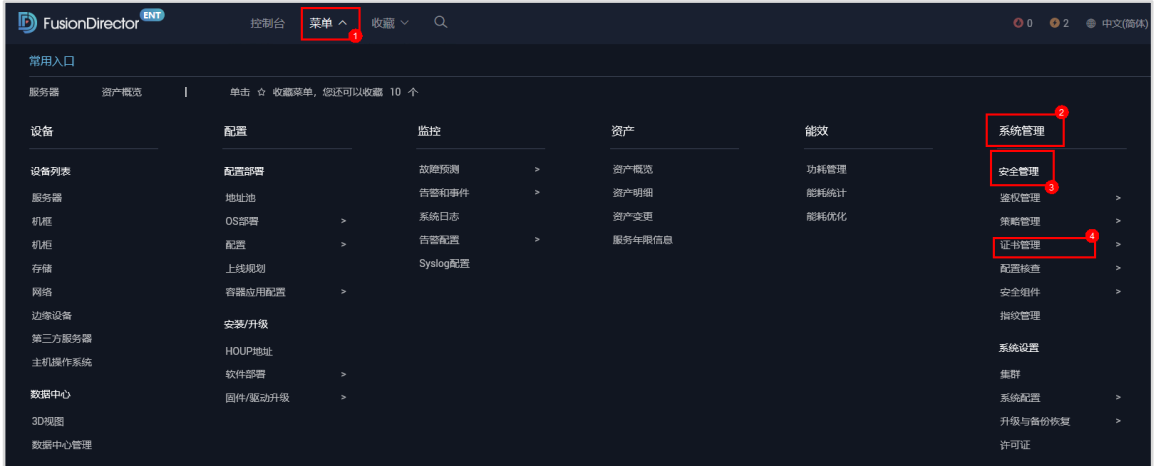 FusionDirector ENT 控制台 菜单 收藏 0 2 中文(简体)
1
常用入口
服务器 资产概览 | 单击 ☆ 收藏菜单，您还可以收藏 10 个
2
设备 配置 监控 资产 能效 系统管理
设备列表 配置部署 故障预测 > 资产概览 功耗管理 安全管理
3
服务器 地址池 告警和事件 > 资产明细 能耗统计 鉴权管理 >
机框 OS部署 > 系统日志 资产变更 能耗优化 策略管理 >
4
机柜 配置 > 告警配置 > 服务年限信息 证书管理 >
存储 上线规划 Syslog配置 配置核查 >
网络 容器应用配置 > 安全组件 >
边缘设备 安装/升级 指纹管理
第三方服务器 HOUP地址 系统设置
主机操作系统 软件部署 > 集群
数据中心 固件/驱动升级 > 系统配置 >
3D视图 升级与备份恢复 >
数据中心管理 许可证